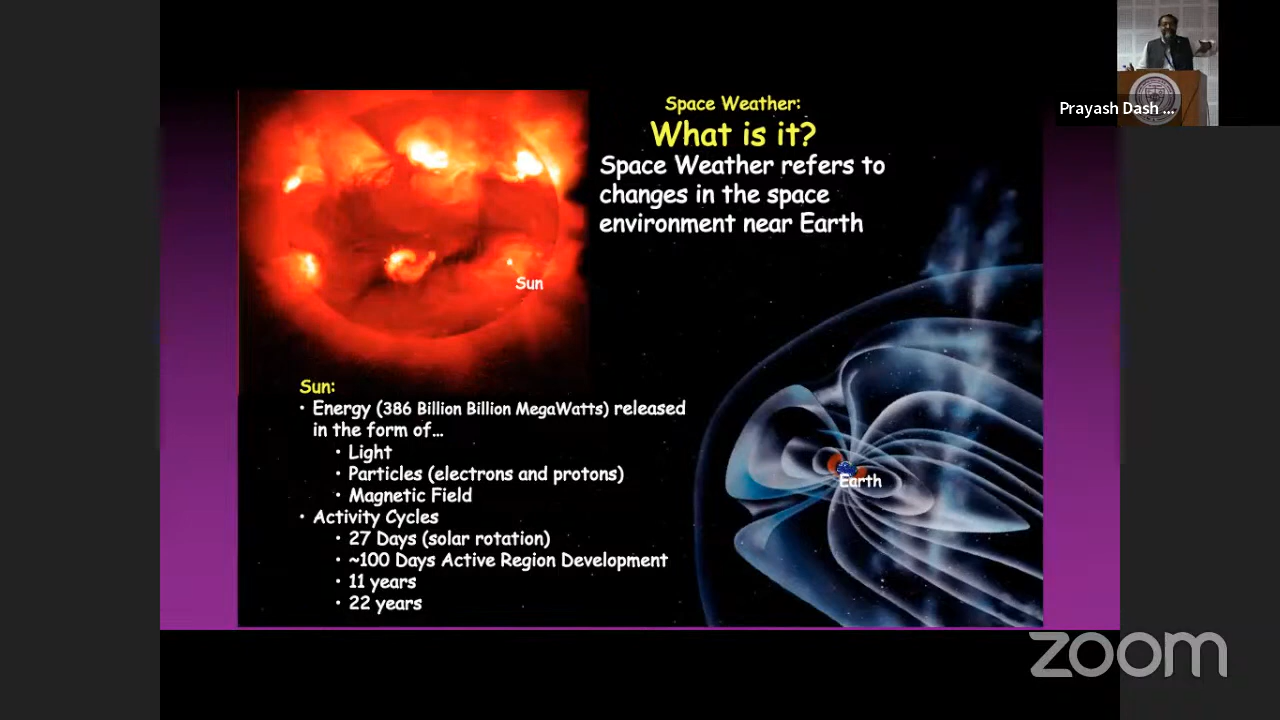 Prayash Dash ...
Space Weather:
What is it?
Space Weather refers to
changes in the space
environment near Earth
Sun
Sun:
• Energy (386 Billion Billion MegaWatts) released
in the form of…
• Light
• Particles (electrons and protons)
• Magnetic Field
• Activity Cycles
• 27 Days (solar rotation)
• ~100 Days Active Region Development
• 11 years
• 22 years
Earth
zoom